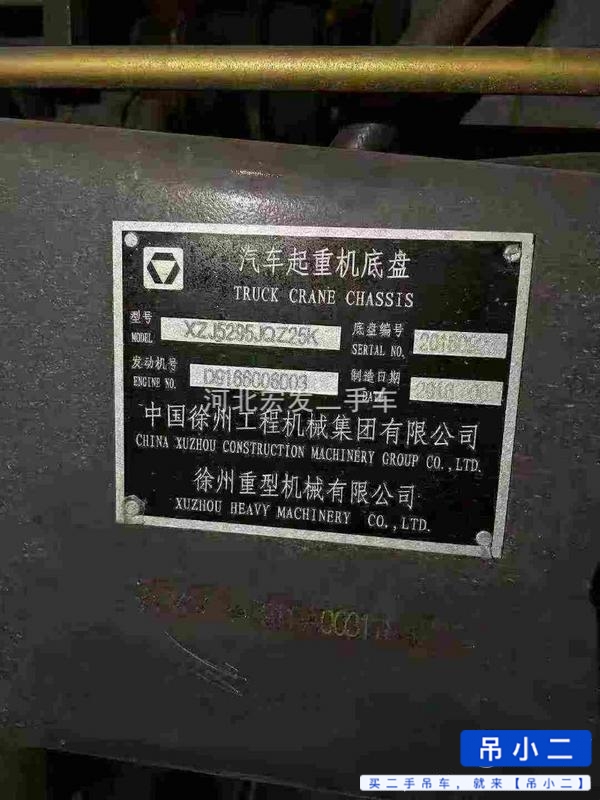 汽车起重机底盘
TRUCK CRANE CHASSIS
型号
MODEL
XZJ5295JQZ25K
底盘编号
SERIAL NO.
发动机号
ENGINE NO.
D9166006003
制造日期
DATE
河北宏发二手车
中国徐州工程机械集团有限公司
CHINA XUZHOU CONSTRUCTION MACHINERY GROUP CO.,LTD.
徐州重型机械有限公司
XUZHOU HEAVY MACHINERY CO.,LTD.
吊小二
买二手吊车,就来【吊小二】